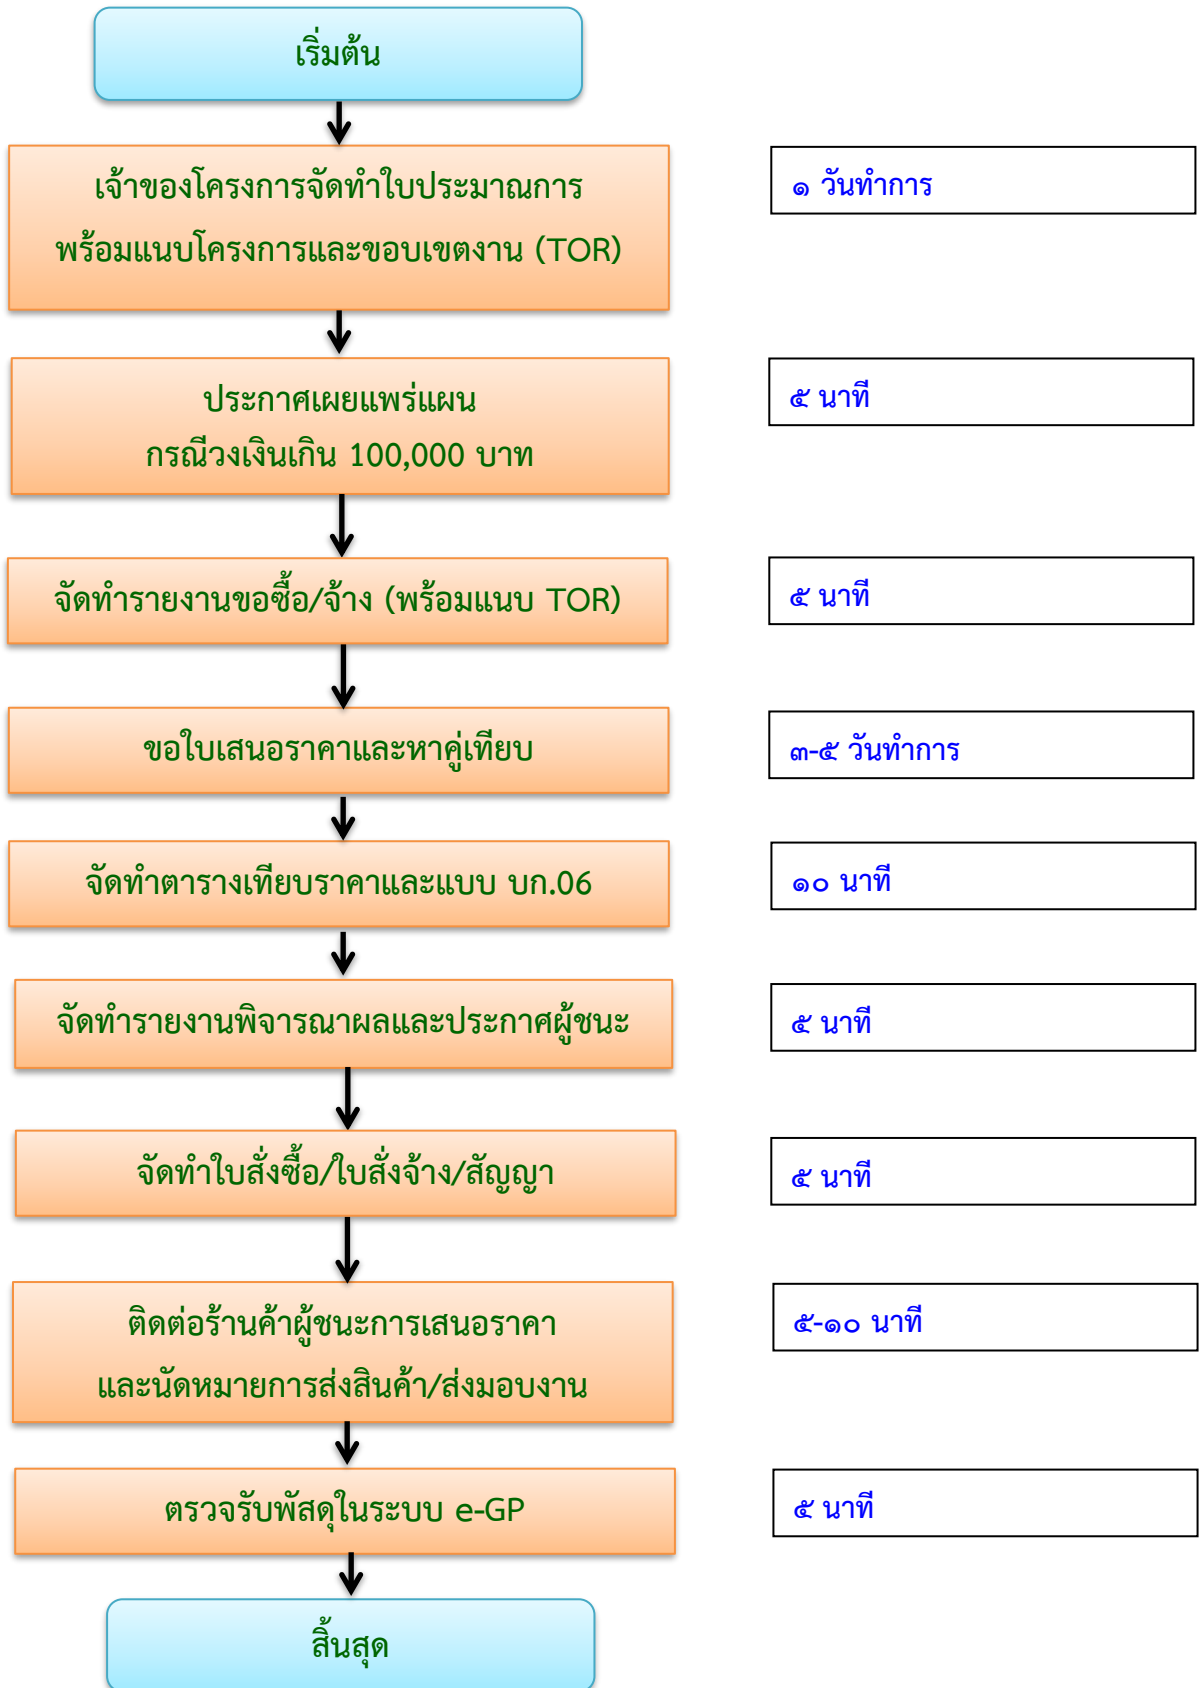 เริ่มต้น
เจ้าของโครงการจัดทำใบประมาณการ
พร้อมแนบโครงการและขอบเขตงาน (TOR)
๑ วันทำการ
ประกาศเผยแพร่แผน
กรณีวงเงินเกิน 100,000 บาท
๕ นาที
จัดทำรายงานขอซื้อ/จ้าง (พร้อมแนบ TOR)
๕ นาที
ขอใบเสนอราคาและหาคู่เทียบ
๓-๕ วันทำการ
จัดทำตารางเทียบราคาและแบบ บก.06
๑๐ นาที
จัดทำรายงานพิจารณาผลและประกาศผู้ชนะ
๕ นาที
จัดทำใบสั่งซื้อ/ใบสั่งจ้าง/สัญญา
๕ นาที
ติดต่อร้านค้าผู้ชนะการเสนอราคา
และนัดหมายการส่งสินค้า/ส่งมอบงาน
๕-๑๐ นาที
ตรวจรับพัสดุในระบบ e-GP
๕ นาที
สิ้นสุด